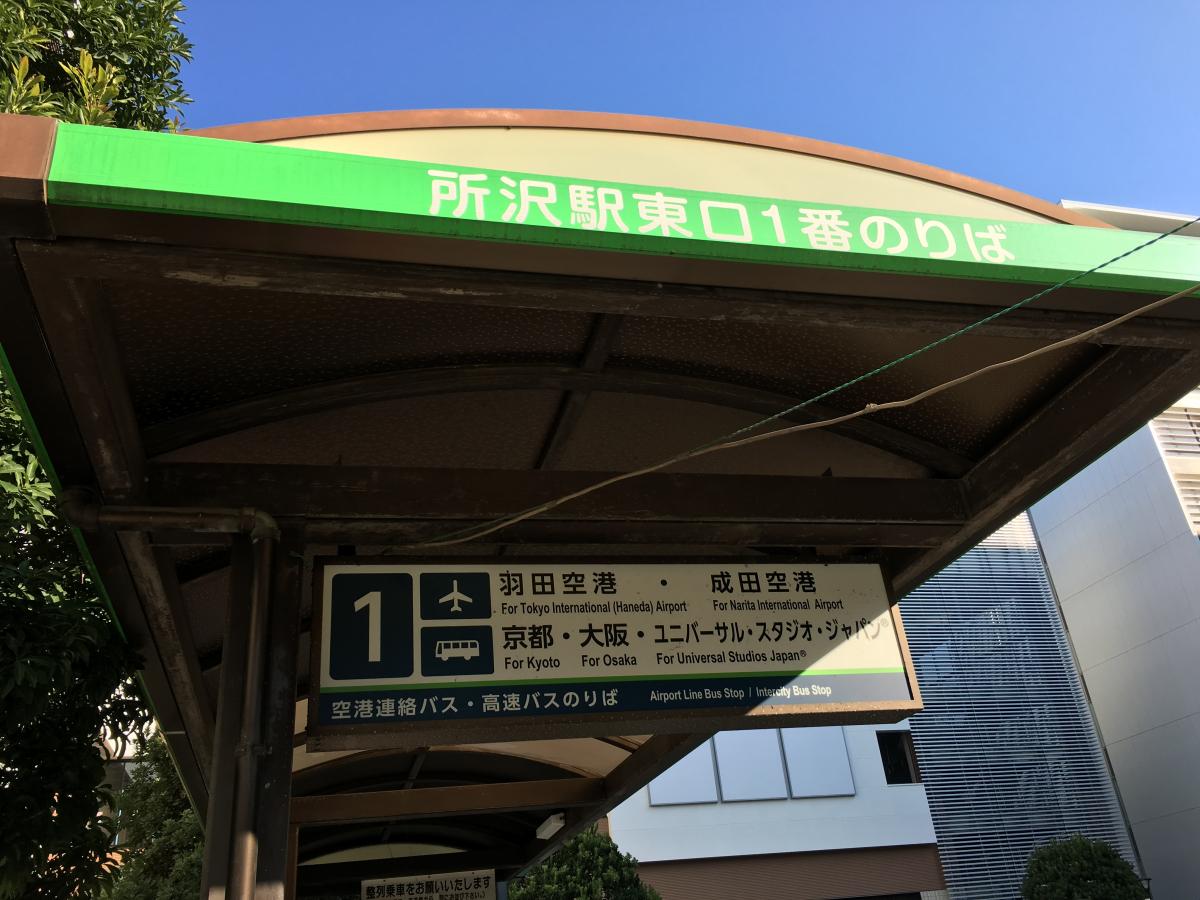 所沢駅東口1番のりば
1
羽田空港 ・ 成田空港
For Tokyo International (Haneda) Airport For Narita International Airport
京都・大阪・ユニバーサル・スタジオ・ジャパン®
For Kyoto For Osaka For Universal Studios Japan®
空港連絡バス・高速バスのりば Airport Line Bus Stop / Intercity Bus Stop
整列乗車をお願いいたします。